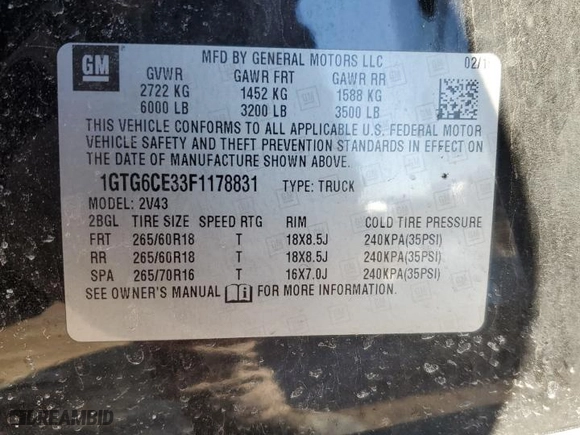 GM
MFD BY GENERAL MOTORS LLC 02/1
GVWR GAWR FRT GAWR RR
2722 KG 1452 KG 1588 KG
6000 LB 3200 LB 3500 LB
THIS VEHICLE CONFORMS TO ALL APPLICABLE U.S. FEDERAL MOTOR
VEHICLE SAFETY AND THEFT PREVENTION STANDARDS IN EFFECT ON
THE DATE OF MANUFACTURE SHOWN ABOVE.
1GTG6CE33F1178831 TYPE: TRUCK
MODEL: 2V43
2BGL TIRE SIZE SPEED RTG RIM COLD TIRE PRESSURE
FRT 265/60R18 T 18X8.5J 240KPA(35PSI)
RR 265/60R18 T 18X8.5J 240KPA(35PSI)
SPA 265/70R16 T 16X7.0J 240KPA(35PSI)
SEE OWNER'S MANUAL FOR MORE INFORMATION.
DREAMBID